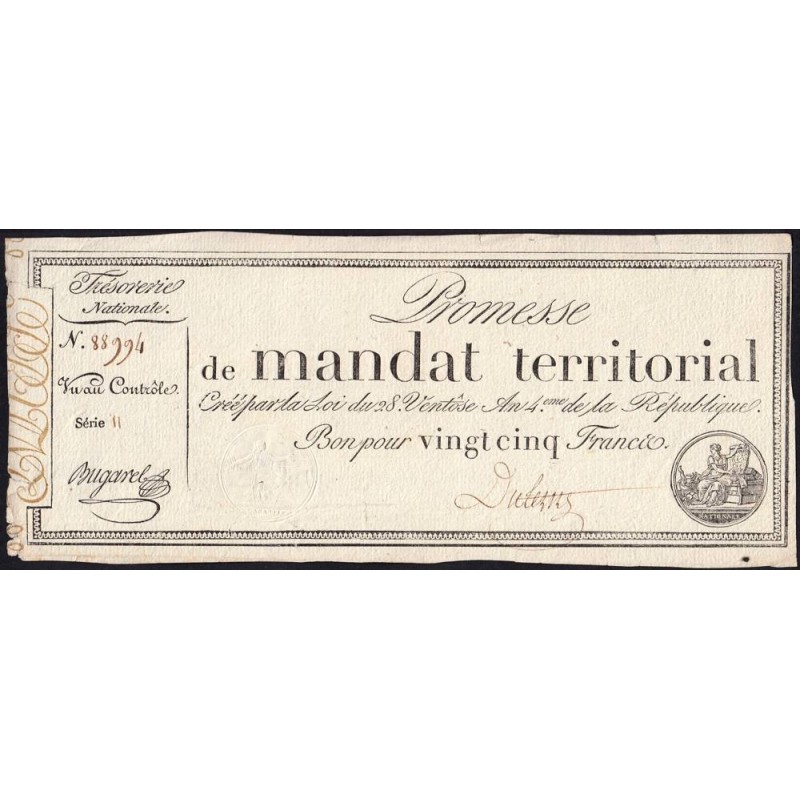 Trésorerie
Nationale.
N. 88994
Vu au Contrôle.
Série 11
Bugarel
Promesse
de mandat territorial
Créé par la Loi du 28. Ventôse An 4.eme de la République.
Bon pour vingt cinq Francs.
NATIONALE